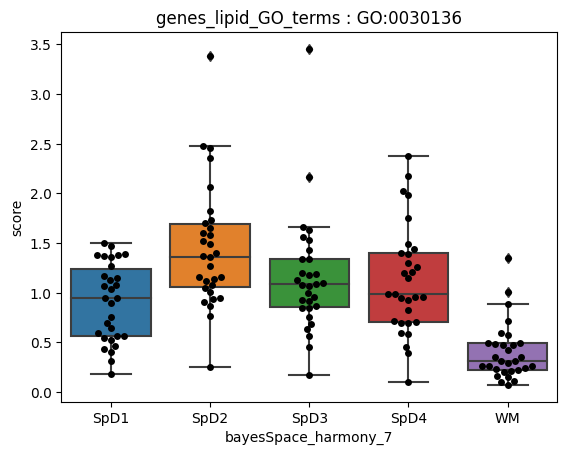 genes_lipid_GO_terms : GO:0030136
3.5
3.0
2.5
2.0
1.5
1.0
0.5
0.0
score
SpD1 SpD2 SpD3 SpD4 WM
bayesSpace_harmony_7